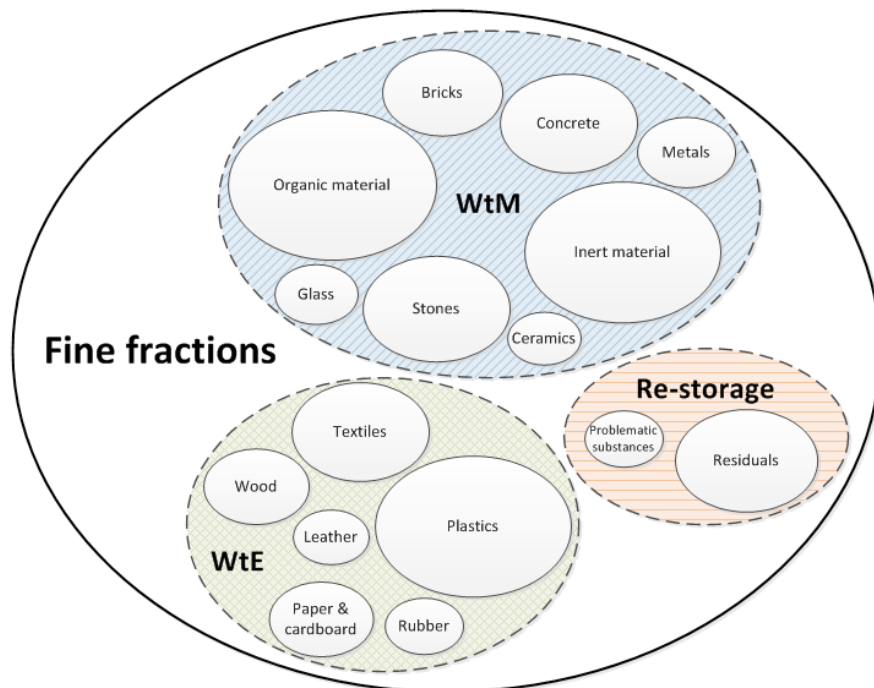 Bricks
Concrete
Metals
Organic material
WtM
Inert material
Glass
Stones
Ceramics
Fine fractions
Re-storage
Problematic
substances
Residuals
Textiles
Wood
Plastics
Leather
WtE
Paper &
cardboard
Rubber